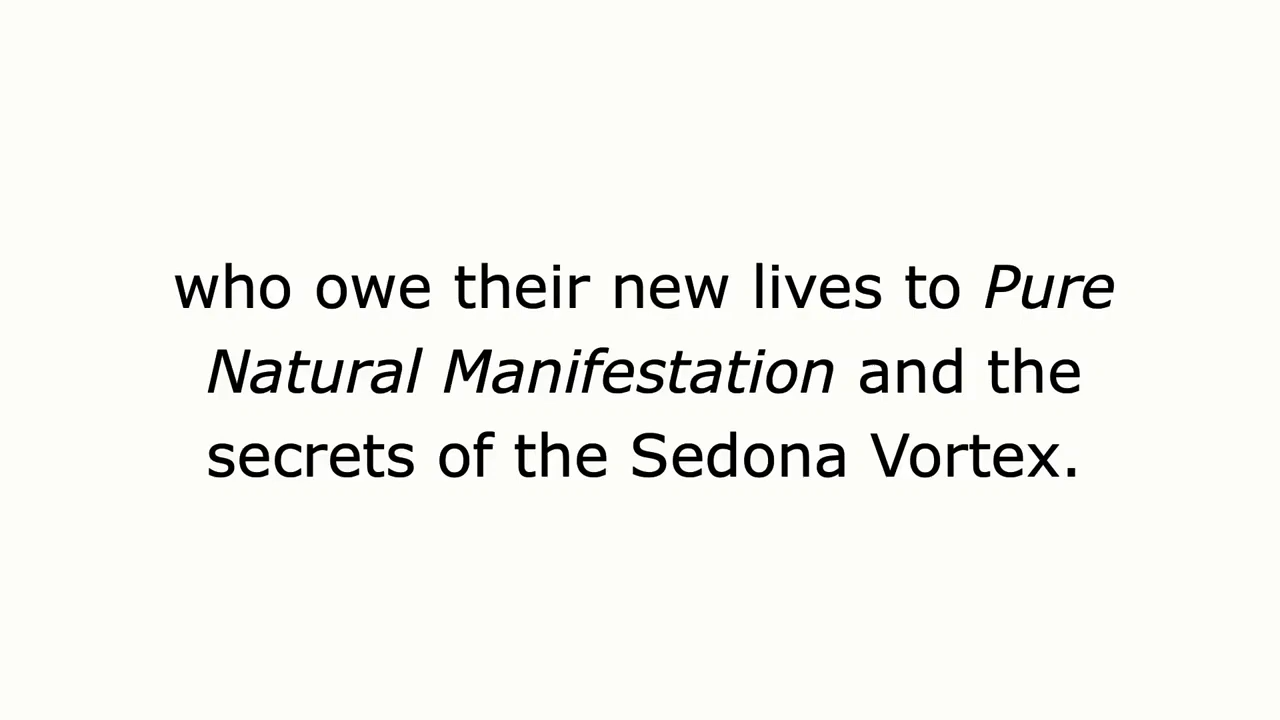 who owe their new lives to Pure
Natural Manifestation and the
secrets of the Sedona Vortex.